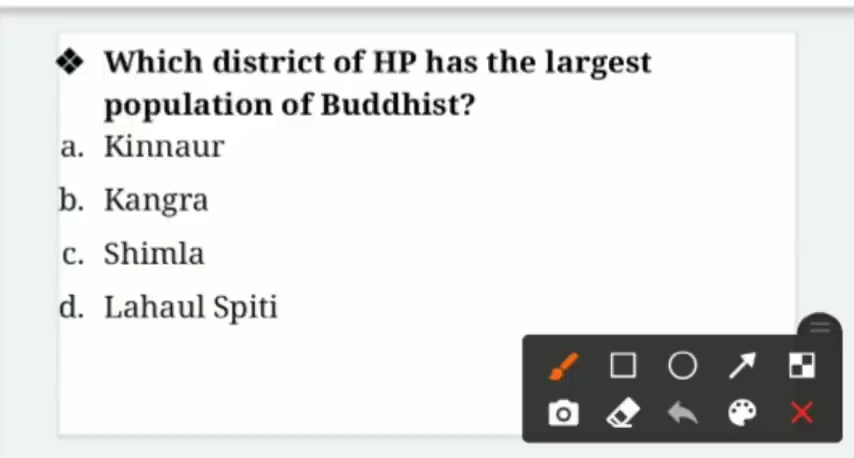 ❖ Which district of HP has the largest
population of Buddhist?
a. Kinnaur
b. Kangra
c. Shimla
d. Lahaul Spiti